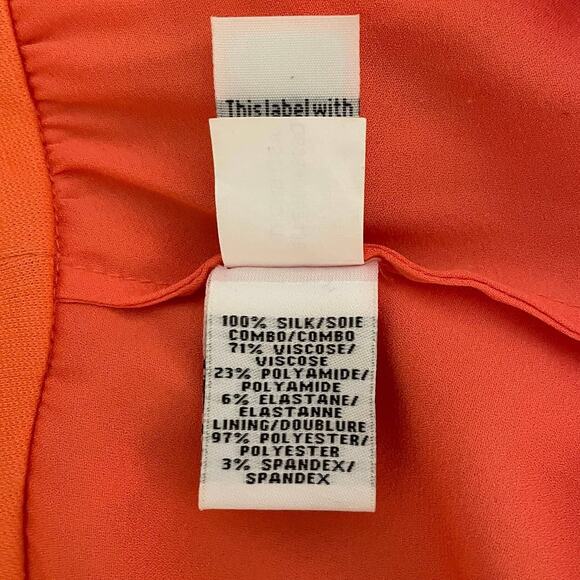 This label with
100% SILK/SOIE
COMBO/COMBO
71% VISCOSE/
VISCOSE
23% POLYAMIDE/
POLYAMIDE
6% ELASTANE/
ELASTANNE
LINING/DOUBLURE
97% POLYESTER/
POLYESTER
3% SPANDEX/
SPANDEX